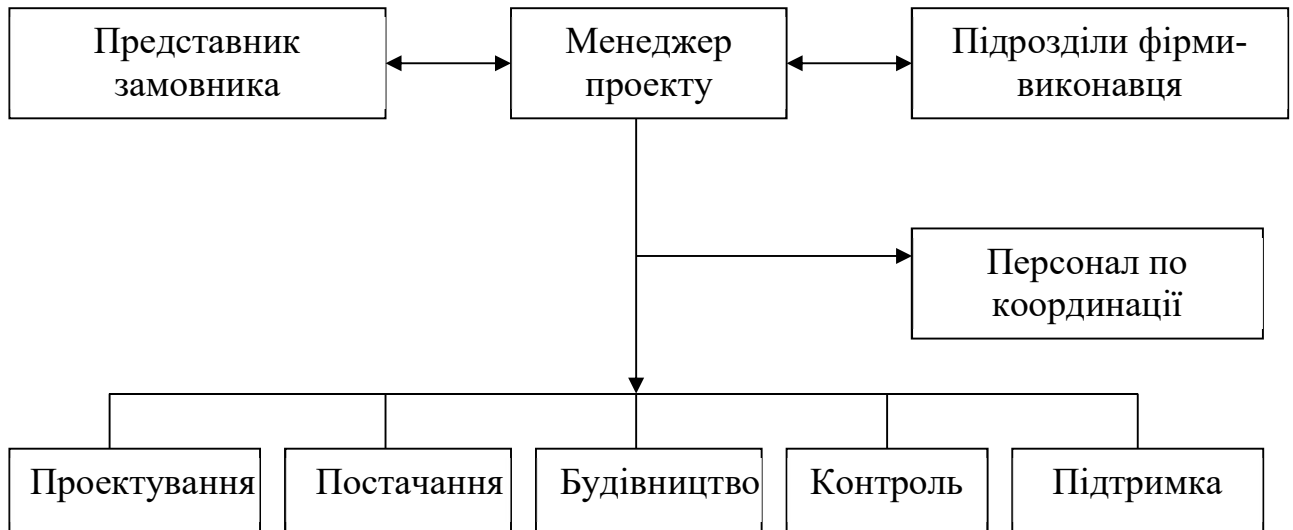 Представник
замовника
Менеджер
проекту
Підрозділи фірми-
виконавця
Персонал по
координації
Проектування
Постачання
Будівництво
Контроль
Підтримка